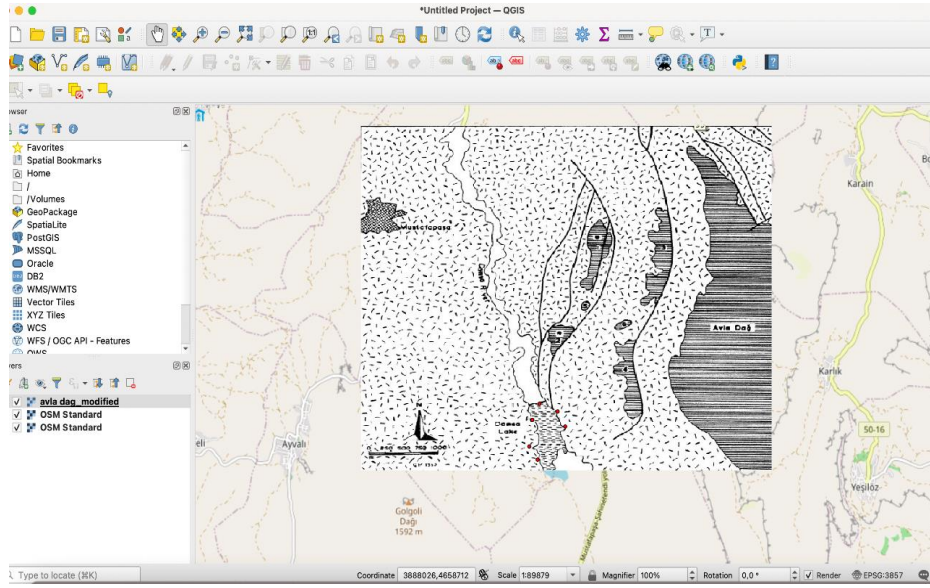 *Untitled Project — QGIS
Favorites
Spatial Bookmarks
Home
/
/Volumes
GeoPackage
SpatiaLite
PostGIS
MSSQL
Oracle
DB2
WMS/WMTS
Vector Tiles
XYZ Tiles
WCS
WFS / OGC API - Features
OWS
avla dag_modified
OSM Standard
OSM Standard
Mustafapaşa
Avla Dağ
Damsa
Lake
Karain
Karlık
50-16
Yeşilöz
Ayvalı
Golgoli
Dağı
1592 m
Type to locate (⌘K)
Coordinate 3888026,4658712
Scale 1:89879
Magnifier 100%
Rotation 0,0 °
Render
EPSG:3857